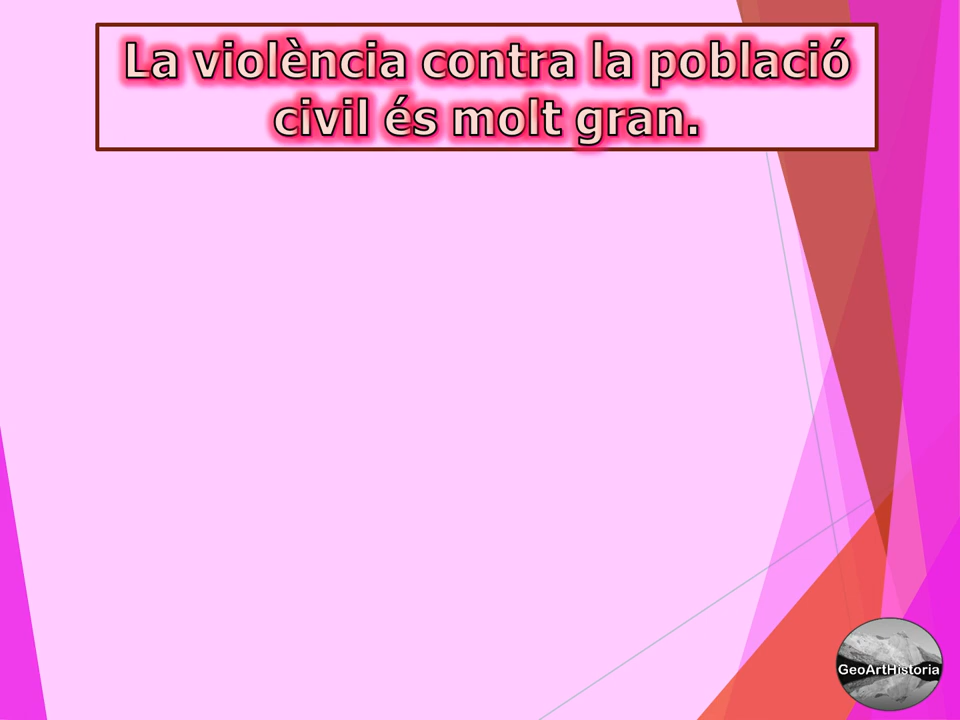 La violència contra la població
civil és molt gran.
GeoArtHistoria